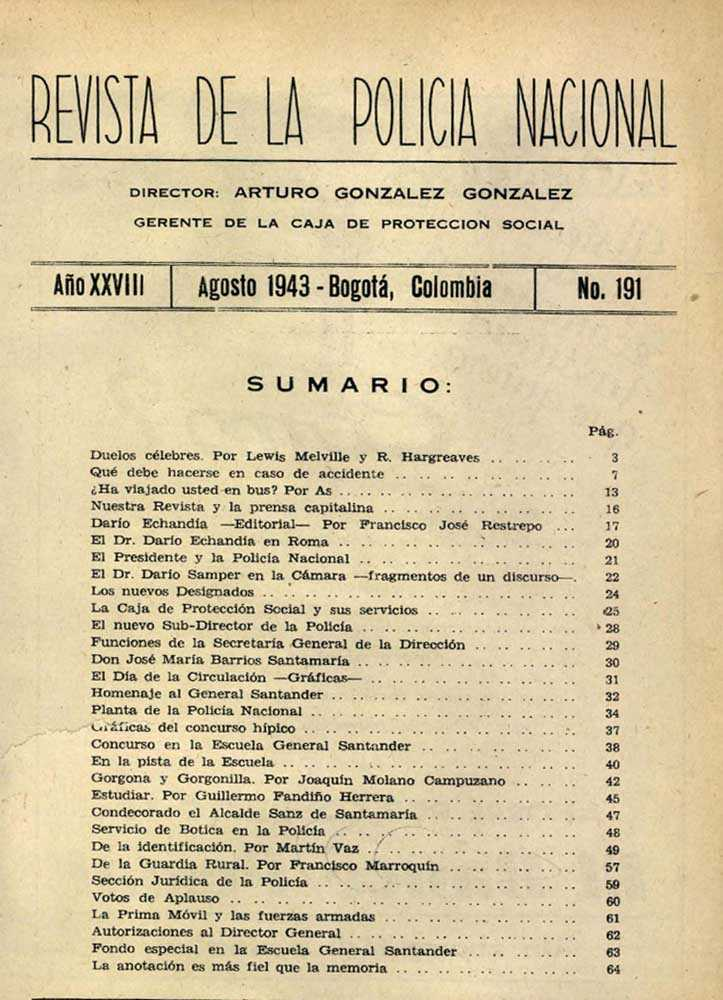 REVISTA DE LA POLICIA NACIONAL
DIRECTOR: ARTURO GONZALEZ GONZALEZ
GERENTE DE LA CAJA DE PROTECCION SOCIAL
Año XXVIII Agosto 1943 - Bogotá, Colombia No. 191
SUMARIO:
Pág.
Duelos célebres. Por Lewis Melville y R. Hargreaves .. .. .. .. 3
Qué debe hacerse en caso de accidente .. .. .. .. .. .. .. .. 7
¿Ha viajado usted en bus? Por As .. .. .. .. .. .. .. .. .. .. 13
Nuestra Revista y la prensa capitalina .. .. .. .. .. .. .. .. 16
Darío Echandía —Editorial— Por Francisco José Restrepo ... 17
El Dr. Darío Echandía en Roma .. .. .. .. .. .. .. .. .. .. 20
El Presidente y la Policía Nacional .. .. .. .. .. .. .. .. .. 21
El Dr. Darío Samper en la Cámara —fragmentos de un discurso—. 22
Los nuevos Designados .. .. .. .. .. .. .. .. .. .. .. .. .. 24
La Caja de Protección Social y sus servicios .. .. .. .. .. .. 25
El nuevo Sub-Director de la Policía .. .. .. .. .. .. .. .. .. 28
Funciones de la Secretaría General de la Dirección .. .. .. .. 29
Don José María Barrios Santamaría .. .. .. .. .. .. .. .. .. 30
El Día de la Circulación —Gráficas— .. .. .. .. .. .. .. .. .. 31
Homenaje al General Santander .. .. .. .. .. .. .. .. .. .. 32
Planta de la Policía Nacional .. .. .. .. .. .. .. .. .. .. .. 34
Gráficas del concurso hípico .. .. .. .. .. .. .. .. .. .. .. 37
Concurso en la Escuela General Santander .. .. .. .. .. .. .. 38
En la pista de la Escuela .. .. .. .. .. .. .. .. .. .. .. .. 40
Gorgona y Gorgonilla. Por Joaquín Molano Campuzano .. .. .. 42
Estudiar. Por Guillermo Fandiño Herrera .. .. .. .. .. .. .. 45
Condecorado el Alcalde Sanz de Santamaría .. .. .. .. .. .. .. 47
Servicio de Botica en la Policía .. .. .. .. .. .. .. .. .. .. 48
De la identificación. Por Martín Vaz .. .. .. .. .. .. .. .. .. 49
De la Guardia Rural. Por Francisco Marroquín .. .. .. .. .. .. 57
Sección Jurídica de la Policía .. .. .. .. .. .. .. .. .. .. .. 59
Votos de Aplauso .. .. .. .. .. .. .. .. .. .. .. .. .. .. .. 60
La Prima Móvil y las fuerzas armadas .. .. .. .. .. .. .. .. 61
Autorizaciones al Director General .. .. .. .. .. .. .. .. .. .. 62
Fondo especial en la Escuela General Santander .. .. .. .. .. 63
La anotación es más fiel que la memoria .. .. .. .. .. .. .. .. 64